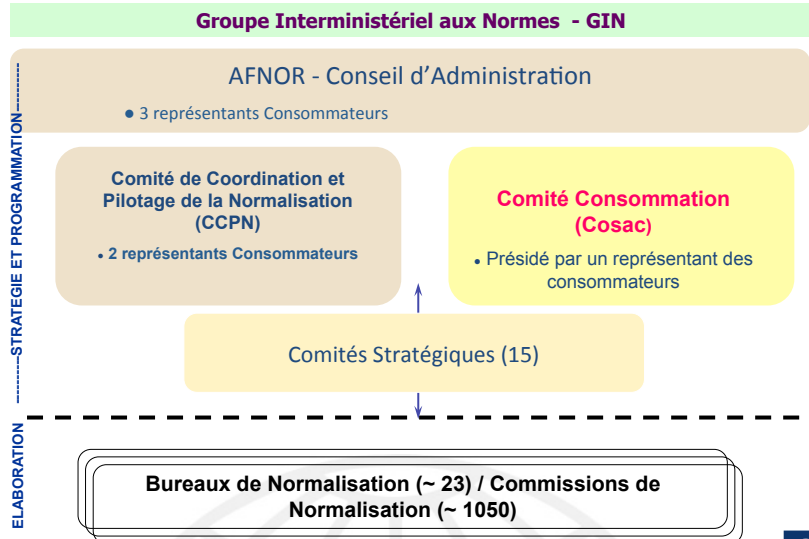 Groupe Interministériel aux Normes - GIN
AFNOR - Conseil d'Administration
• 3 représentants Consommateurs
Comité de Coordination et
Pilotage de la Normalisation
(CCPN)
• 2 représentants Consommateurs
Comité Consommation
(Cosac)
• Présidé par un représentant des
consommateurs
Comités Stratégiques (15)
--------STRATEGIE ET PROGRAMMATION--------
ELABORATION
Bureaux de Normalisation (~ 23) / Commissions de
Normalisation (~ 1050)